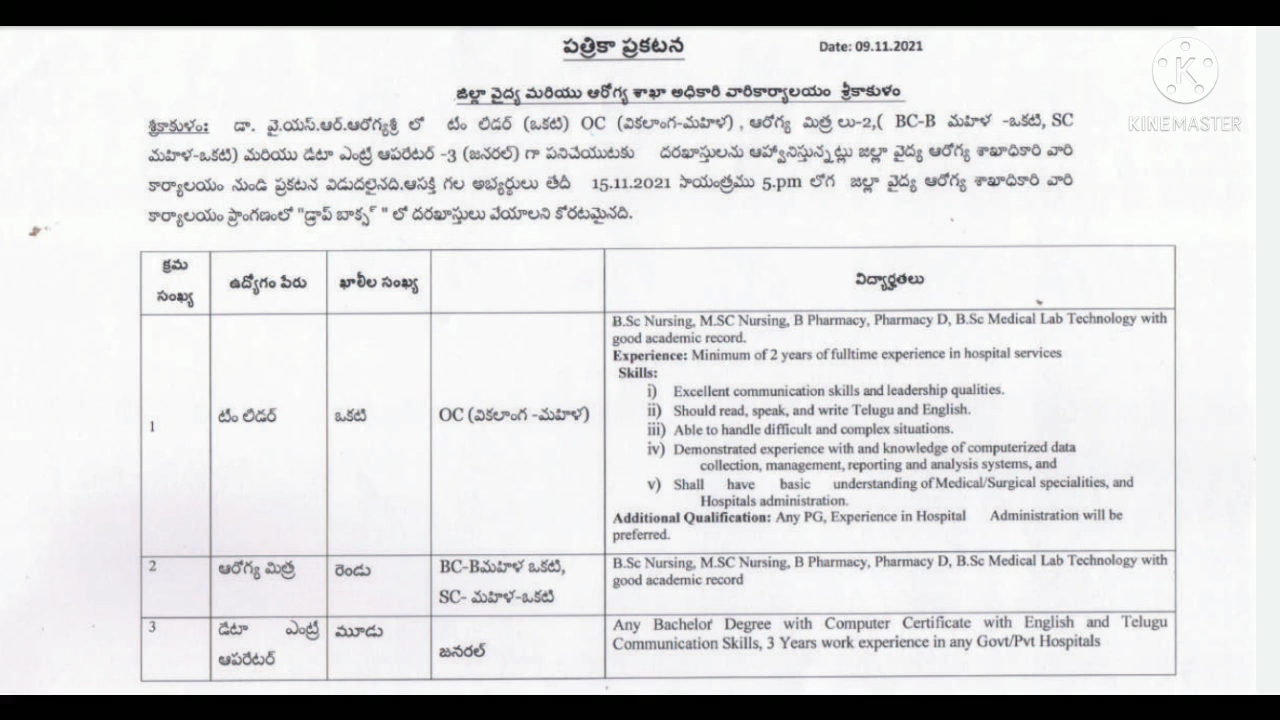 పత్రికా ప్రకటన
Date: 09.11.2021
K
KINEMASTER
జిల్లా వైద్య మరియు ఆరోగ్య శాఖా అధికారి వారికార్యాలయం శ్రీకాకుళం
శ్రీకాకుళం: డా. వై.యస్.ఆర్.ఆరోగ్యశ్రీ లో టీం లీడర్ (ఒకటి) OC (వికలాంగ-మహిళ) , ఆరోగ్య మిత్ర లు-2,( BC-B మహిళ -ఒకటి, SC
మహిళ-ఒకటి) మరియు డేటా ఎంట్రీ ఆపరేటర్ -3 (జనరల్) గా పనిచేయుటకు దరఖాస్తులను ఆహ్వానిస్తున్నట్లు జిల్లా వైద్య ఆరోగ్య శాఖాధికారి వారి
కార్యాలయం నుండి ప్రకటన విడుదలైనది.ఆసక్తి గల అభ్యర్థులు తేదీ 15.11.2021 సాయంత్రము 5.pm లోగ జిల్లా వైద్య ఆరోగ్య శాఖాధికారి వారి
కార్యాలయం ప్రాంగణంలో "డ్రాప్ బాక్స్ " లో దరఖాస్తులు వేయాలని కోరటమైనది.
క్రమ
సంఖ్య
ఉద్యోగం పేరు
ఖాలీల సంఖ్య
విద్యార్హతలు
1
టీం లీడర్
ఒకటి
OC (వికలాంగ -మహిళ)
B.Sc Nursing, M.SC Nursing, B Pharmacy, Pharmacy D, B.Sc Medical Lab Technology with
good academic record.
Experience: Minimum of 2 years of fulltime experience in hospital services
Skills:
i) Excellent communication skills and leadership qualities.
ii) Should read, speak, and write Telugu and English.
iii) Able to handle difficult and complex situations.
iv) Demonstrated experience with and knowledge of computerized data
collection, management, reporting and analysis systems, and
v) Shall have basic understanding of Medical/Surgical specialities, and
Hospitals administration.
Additional Qualification: Any PG, Experience in Hospital Administration will be
preferred.
2
ఆరోగ్య మిత్ర
రెండు
BC-Bమహిళ ఒకటి,
SC- మహిళ-ఒకటి
B.Sc Nursing, M.SC Nursing, B Pharmacy, Pharmacy D, B.Sc Medical Lab Technology with
good academic record
3
డేటా ఎంట్రీ
ఆపరేటర్
మూడు
జనరల్
Any Bachelor Degree with Computer Certificate with English and Telugu
Communication Skills, 3 Years work experience in any Govt/Pvt Hospitals